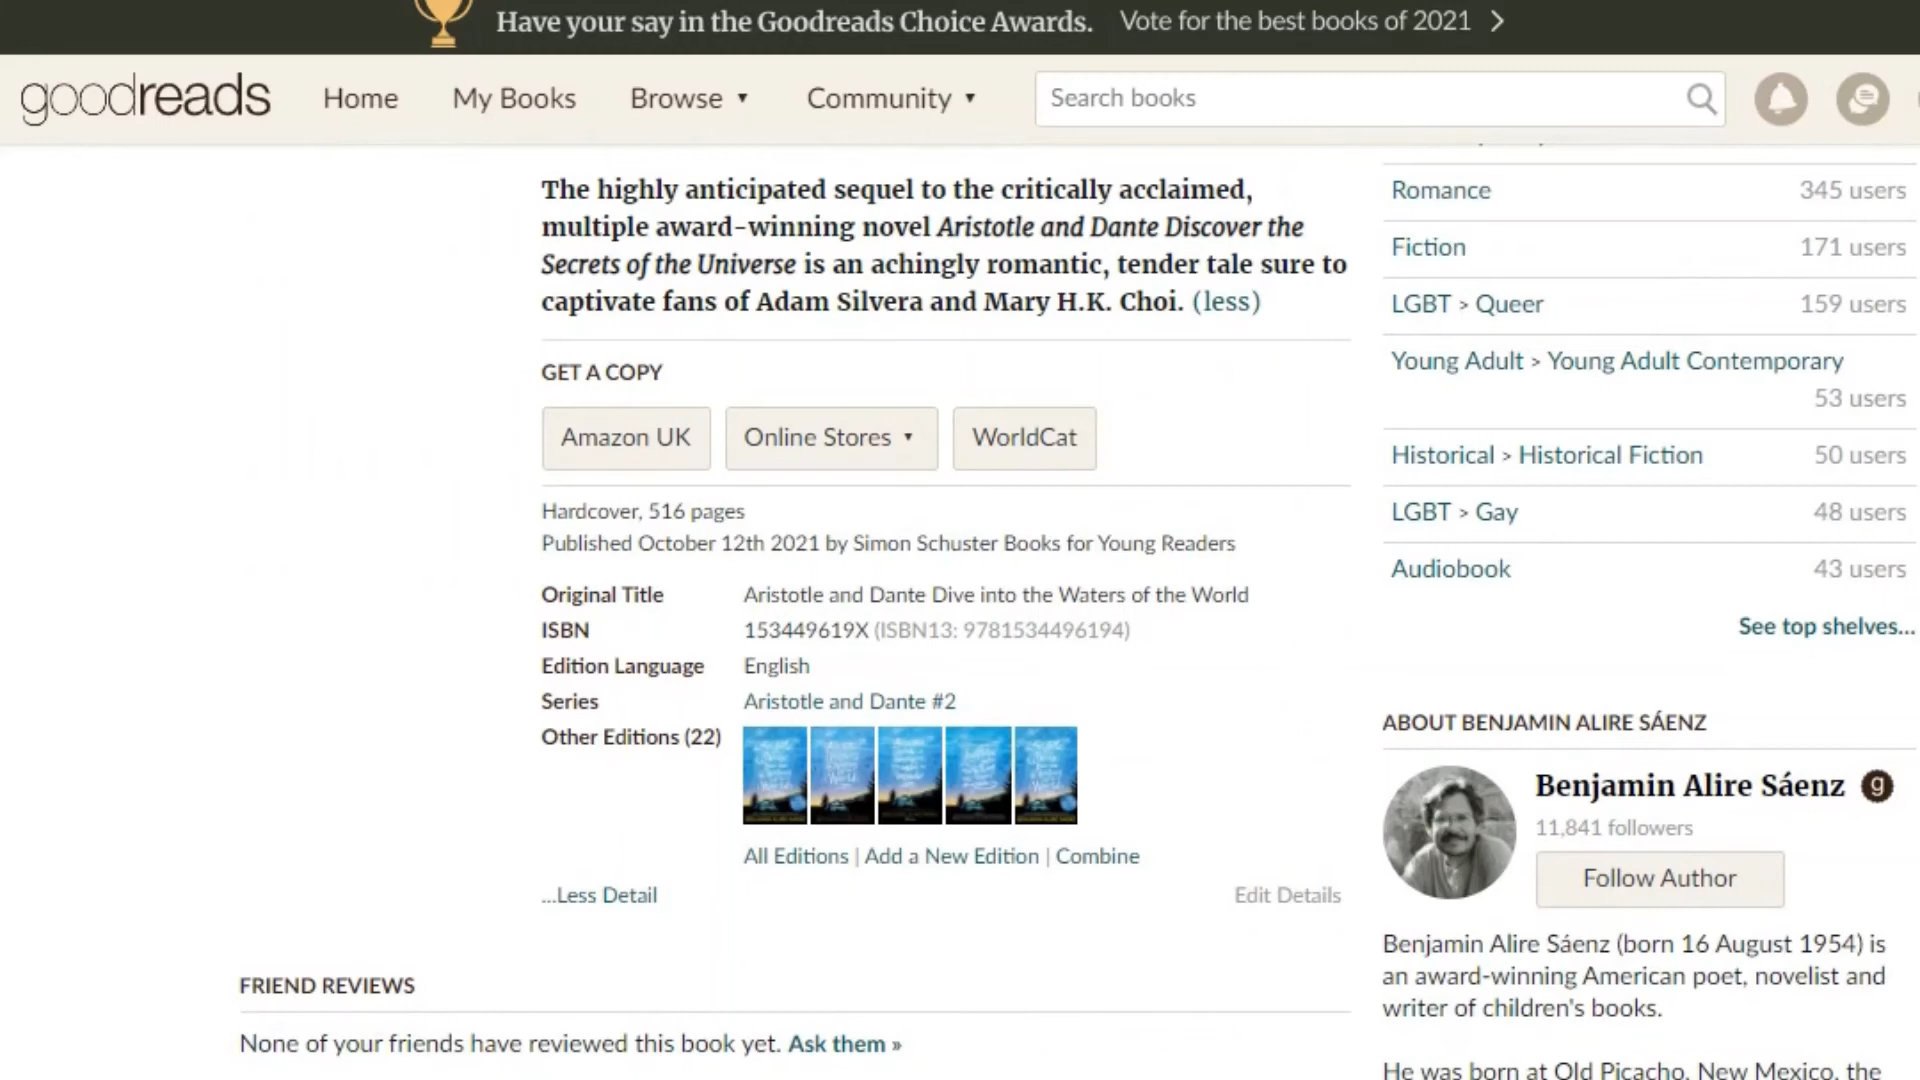 Have your say in the Goodreads Choice Awards. Vote for the best books of 2021
goodreads Home My Books Browse ▼ Community ▼ Search books
The highly anticipated sequel to the critically acclaimed,
multiple award-winning novel Aristotle and Dante Discover the
Secrets of the Universe is an achingly romantic, tender tale sure to
captivate fans of Adam Silvera and Mary H.K. Choi. (less)
GET A COPY
Amazon UK
Online Stores ▼
WorldCat
Hardcover, 516 pages
Published October 12th 2021 by Simon Schuster Books for Young Readers
Original Title Aristotle and Dante Dive into the Waters of the World
ISBN 153449619X (ISBN13: 9781534496194)
Edition Language English
Series Aristotle and Dante #2
Other Editions (22)
All Editions | Add a New Edition | Combine
...Less Detail Edit Details
FRIEND REVIEWS
None of your friends have reviewed this book yet. Ask them »
Romance 345 users
Fiction 171 users
LGBT > Queer 159 users
Young Adult > Young Adult Contemporary
53 users
Historical > Historical Fiction 50 users
LGBT > Gay 48 users
Audiobook 43 users
See top shelves...
ABOUT BENJAMIN ALIRE SÁENZ
Benjamin Alire Sáenz g
11,841 followers
Follow Author
Benjamin Alire Sáenz (born 16 August 1954) is
an award-winning American poet, novelist and
writer of children's books.
He was born at Old Picacho, New Mexico, the